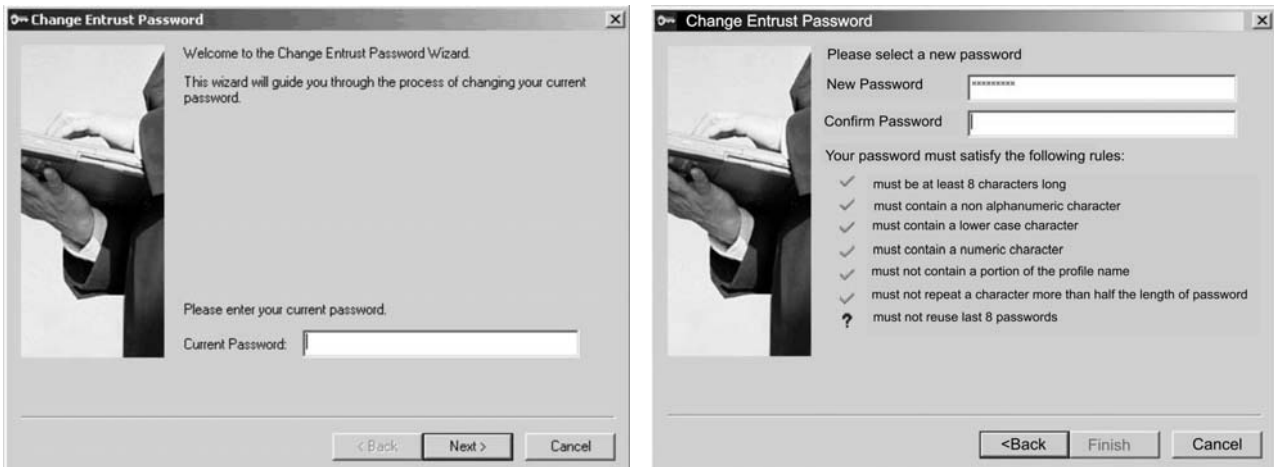 Change Entrust Password
Welcome to the Change Entrust Password Wizard.
This wizard will guide you through the process of changing your current
password.
Please enter your current password.
Current Password:
< Back
Next >
Cancel
Change Entrust Password
Please select a new password
New Password
×××××××××
Confirm Password
Your password must satisfy the following rules:
must be at least 8 characters long
must contain a non alphanumeric character
must contain a lower case character
must contain a numeric character
must not contain a portion of the profile name
must not repeat a character more than half the length of password
? must not reuse last 8 passwords
<Back
Finish
Cancel